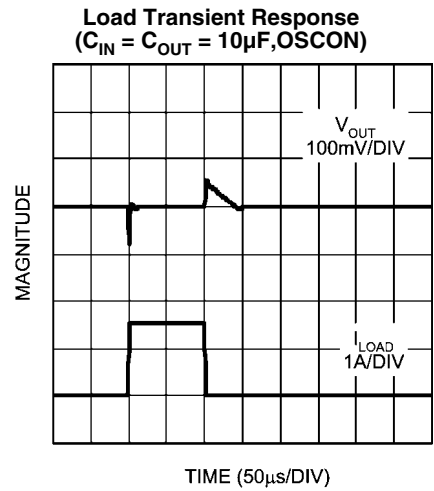 Load Transient Response
(C_IN = C_OUT = 10µF,OSCON)
V_OUT
100mV/DIV
MAGNITUDE
I_LOAD
1A/DIV
TIME (50µs/DIV)